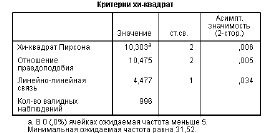 Критерии хи-квадрат
Значение ст.св. Асимпт. значимость (2-стор.)
Хи-квадрат Пирсона 10,303a 2 ,006
Отношение правдоподобия 10,475 2 ,005
Линейно-линейная связь 4,477 1 ,034
Кол-во валидных наблюдений
a. В 0 (,0%) ячейках ожидаемая частота меньше 5.
Минимальная ожидаемая частота равна 31,52.